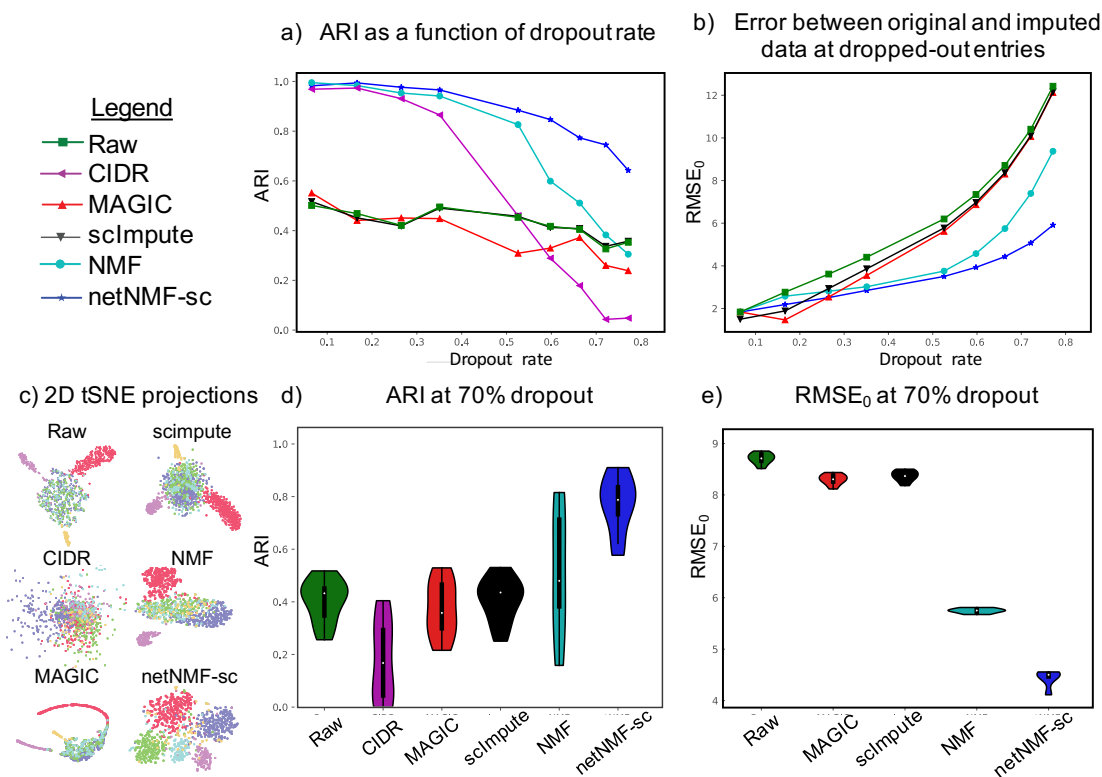 a) ARI as a function of dropout rate
b) Error between original and imputed
data at dropped-out entries
Legend
Raw
CIDR
MAGIC
scImpute
NMF
netNMF-sc
ARI
1.0
0.8
0.6
0.4
0.2
0.0
0.1 0.2 0.3 0.4 0.5 0.6 0.7 0.8
Dropout rate
RMSE₀
12
10
8
6
4
2
0.1 0.2 0.3 0.4 0.5 0.6 0.7 0.8
Dropout rate
c) 2D tSNE projections
Raw scimpute
CIDR NMF
MAGIC netNMF-sc
d) ARI at 70% dropout
ARI
1.0
0.8
0.6
0.4
0.2
0.0
Raw CIDR MAGIC scImpute NMF netNMF-sc
e) RMSE₀ at 70% dropout
RMSE₀
9
8
7
6
5
4
Raw MAGIC scImpute NMF netNMF-sc